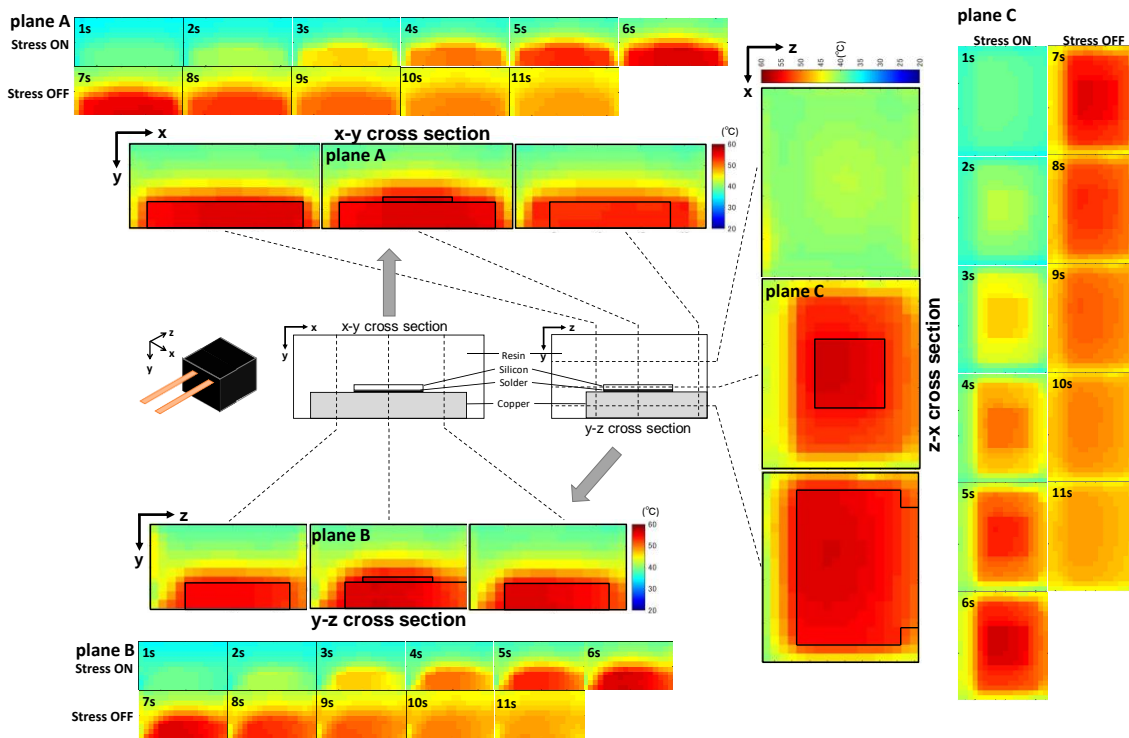 plane A
Stress ON
1s
2s
3s
4s
5s
6s
Stress OFF
7s
8s
9s
10s
11s
x
y
x-y cross section
plane A
(°C)
60
50
40
30
20
z
x
60
55
50
45
40(°C)
35
30
25
20
plane C
z-x cross section
plane C
Stress ON
Stress OFF
1s
7s
2s
8s
3s
9s
4s
10s
5s
11s
6s
z
x
y
x
y
x-y cross section
z
y
Resin
Silicon
Solder
Copper
y-z cross section
z
y
plane B
(°C)
60
50
40
30
20
y-z cross section
plane B
Stress ON
1s
2s
3s
4s
5s
6s
Stress OFF
7s
8s
9s
10s
11s